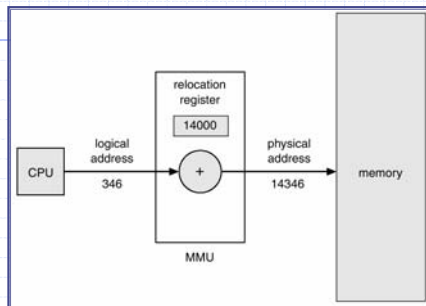 relocation
register
14000
logical
address
physical
address
CPU
+
memory
346
14346
MMU